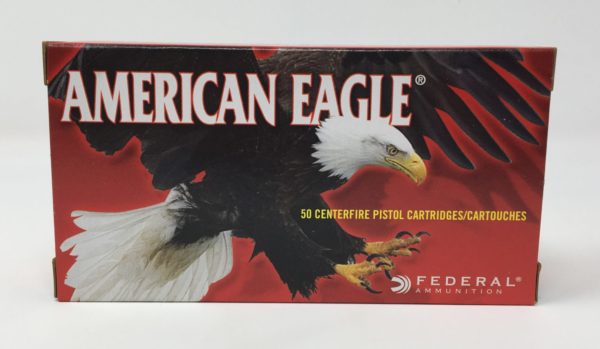 AMERICAN EAGLE®
50 CENTERFIRE PISTOL CARTRIDGES/CARTOUCHES
FEDERAL®
AMMUNITION